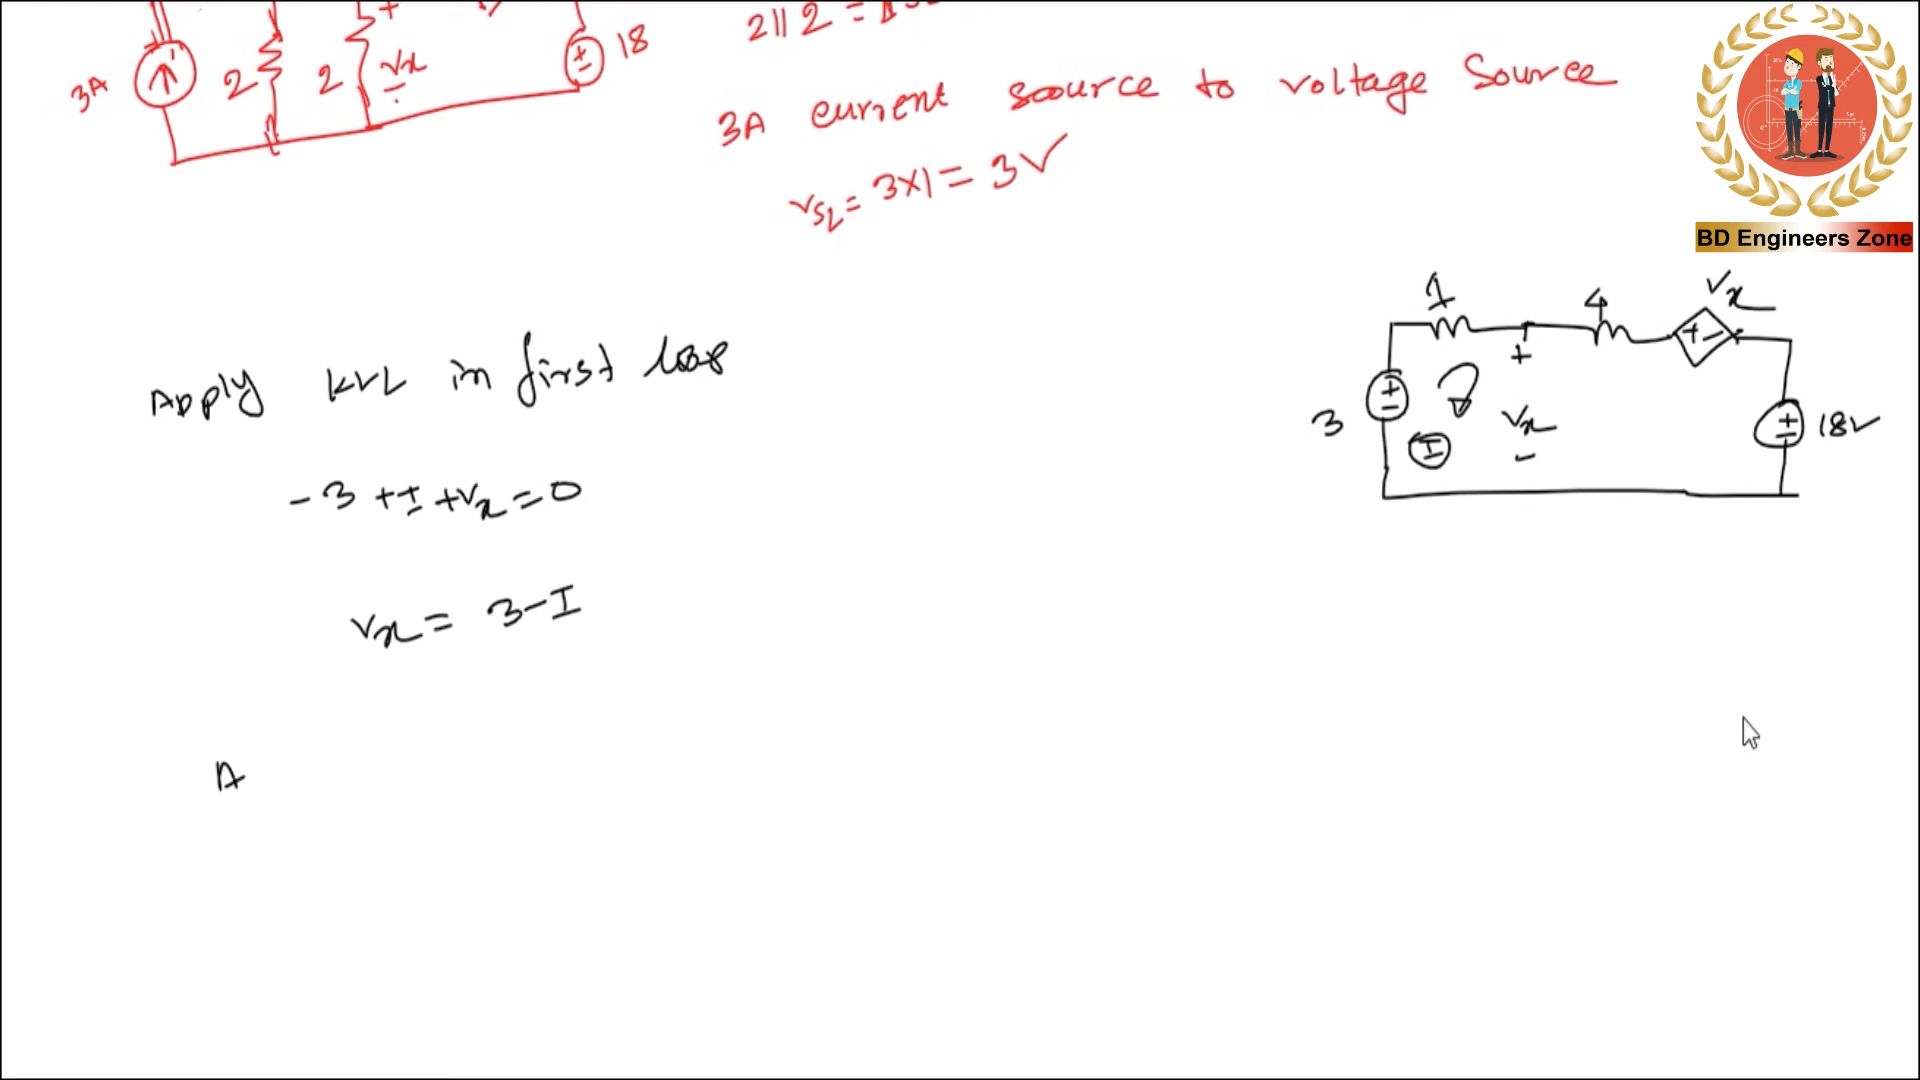 2 || 2 = 1
3A
2
2
Vx
18
3A current source to voltage source
VS2 = 3x1 = 3V
BD Engineers Zone
Apply KVL in first loop
-3 + I + Vx = 0
Vx = 3-I
A
1
4
Vx
3
I
Vx
18V